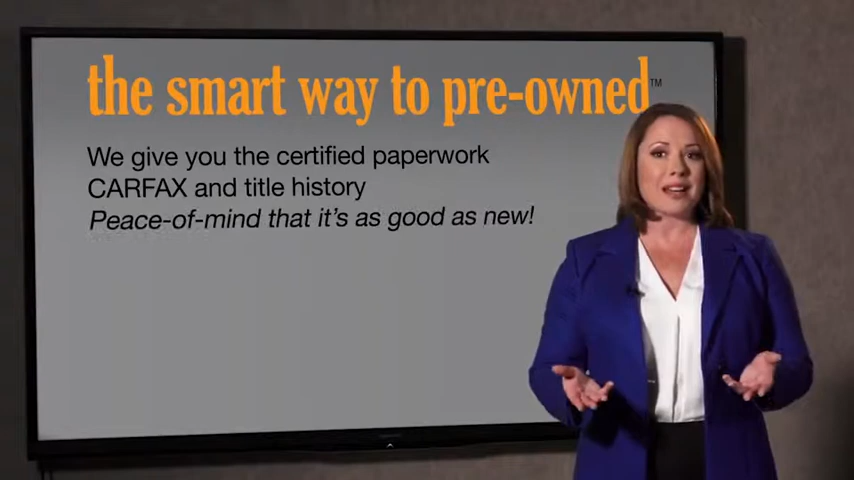 the smart way to pre-owned™
We give you the certified paperwork
CARFAX and title history
Peace-of-mind that it's as good as new!